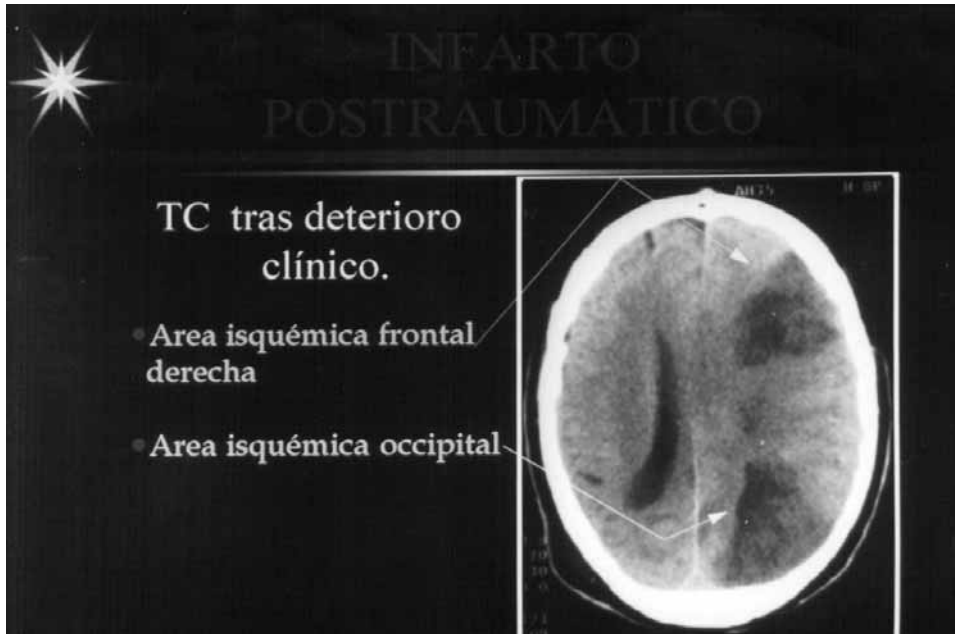 INFARTO
POSTRAUMATICO
TC tras deterioro
clínico.
Area isquémica frontal
derecha
Area isquémica occipital